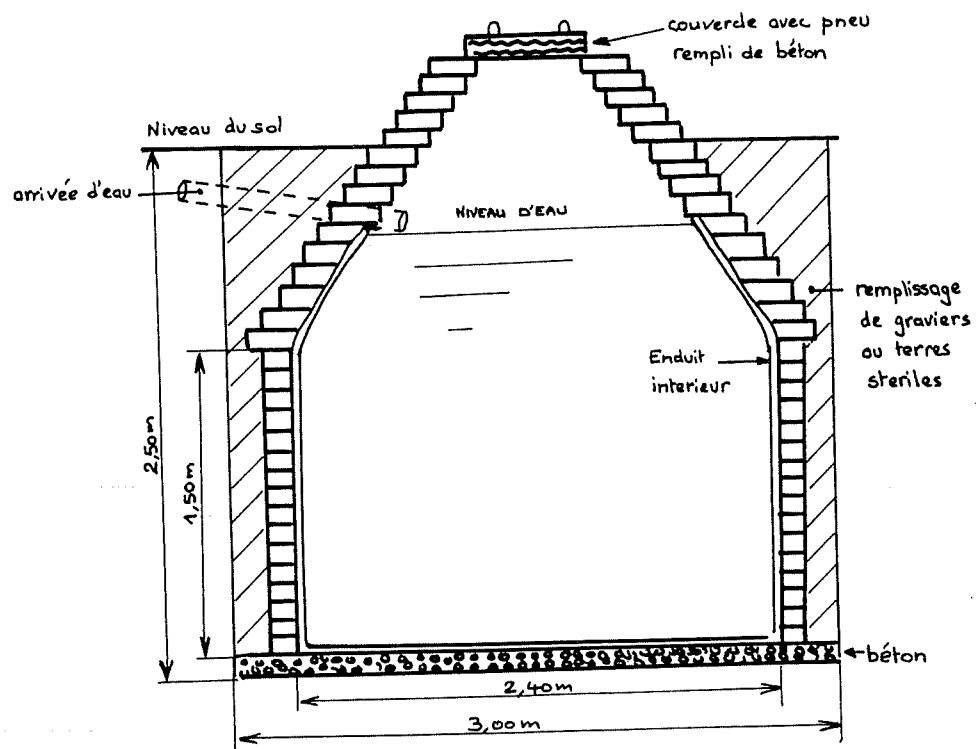 couvercle avec pneu
rempli de béton
Niveau du sol
arrivée d'eau
NIVEAU D'EAU
remplissage
de graviers
ou terres
steriles
Enduit
interieur
2,50m
1,50m
béton
2,40m
3,00m